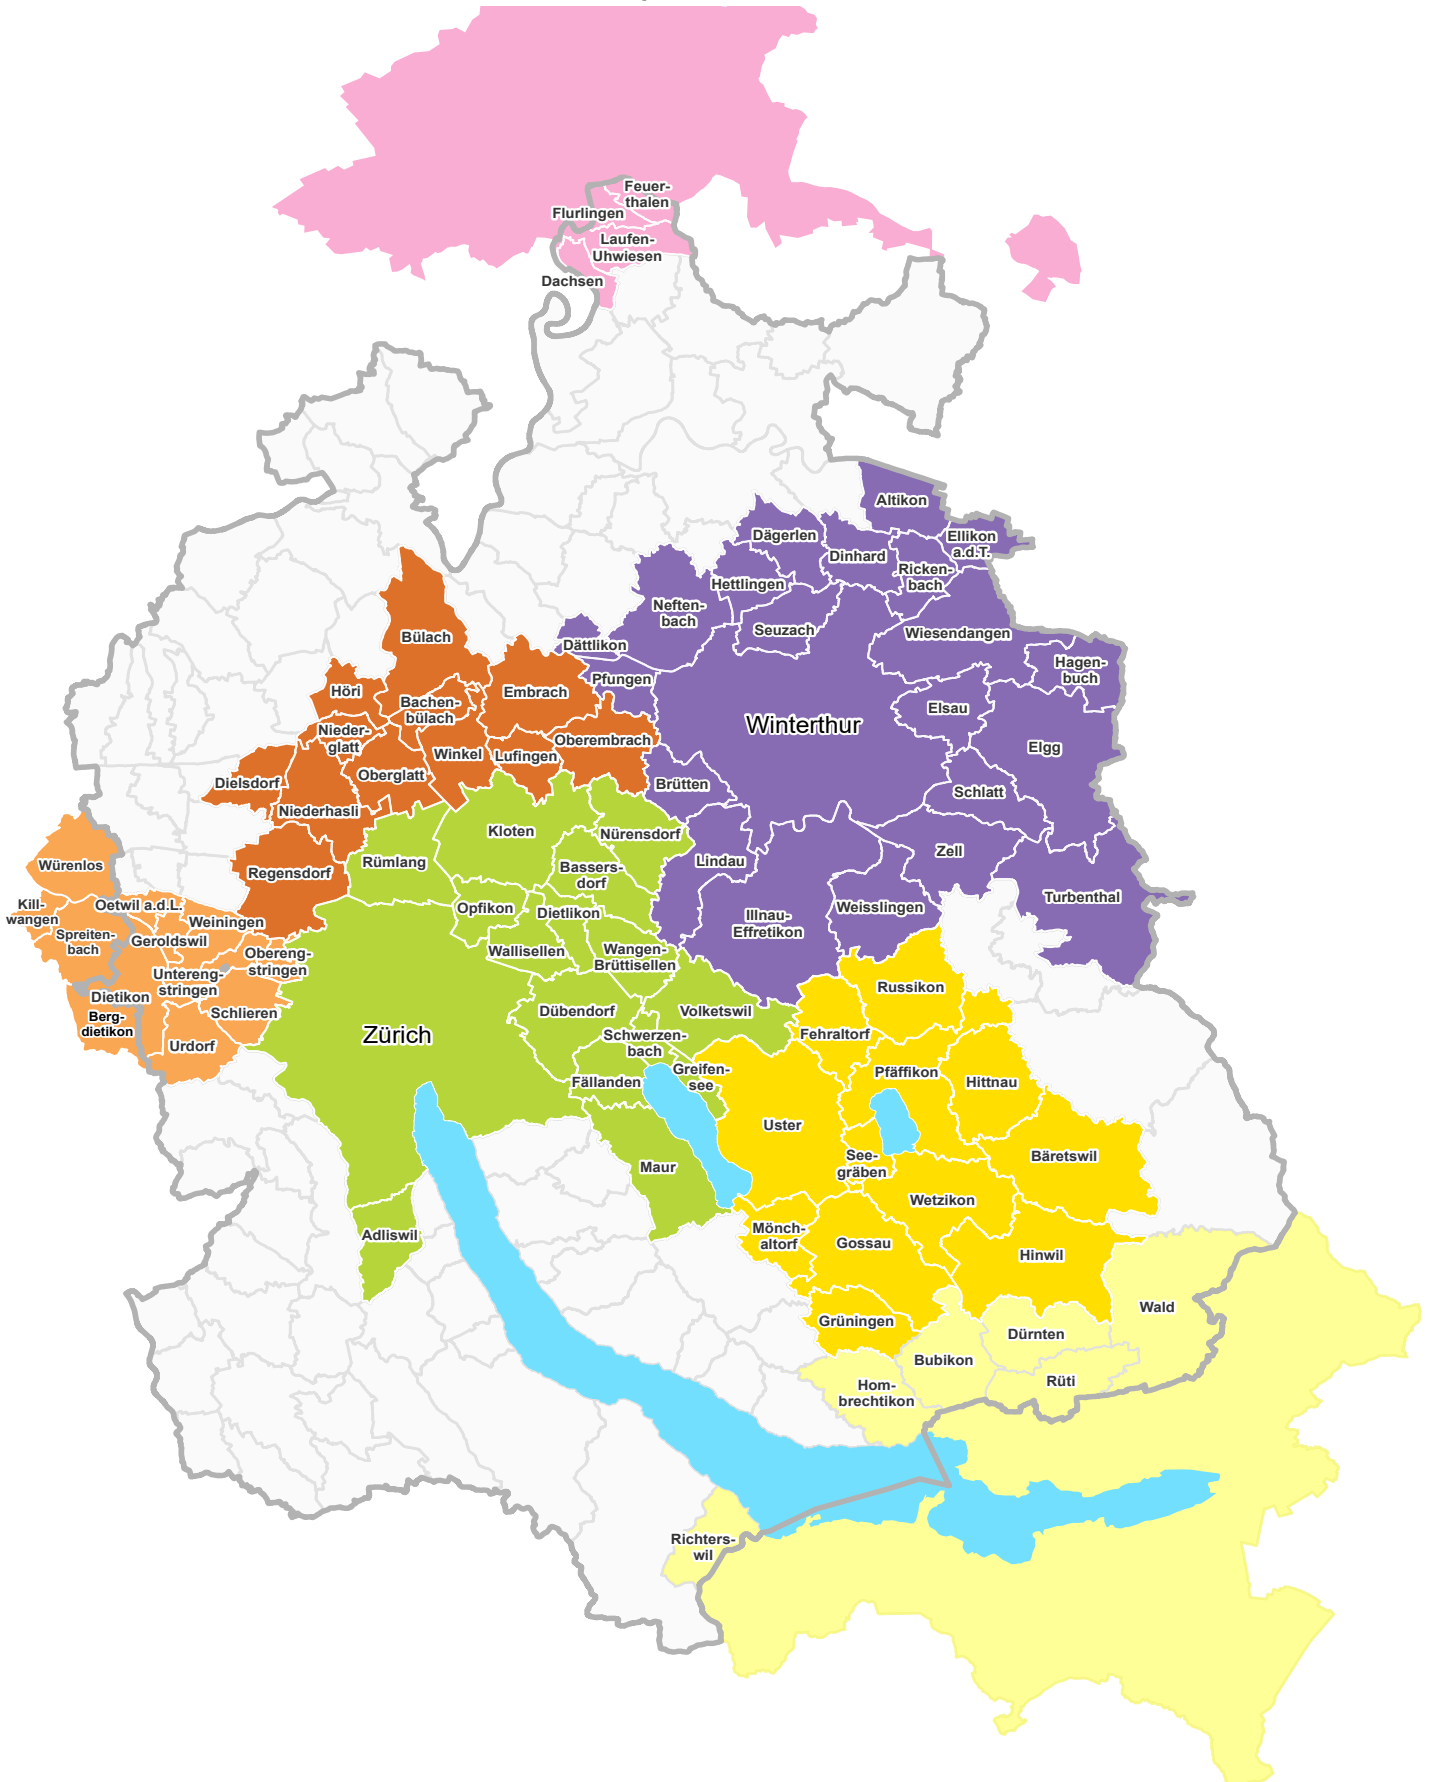 Feuer-
thalen
Flurlingen
Laufen-
Uhwiesen
Dachsen
Altikon
Dägerlen
Ellikon
a.d.T.
Dinhard
Ricken-
bach
Hettlingen
Neften-
bach
Seuzach
Wiesendangen
Bülach
Dättlikon
Hagen-
buch
Pfungen
Höri
Embrach
Bachen-
bülach
Elsau
Winterthur
Nieder-
glatt
Oberembrach
Elgg
Winkel
Lufingen
Oberglatt
Dielsdorf
Brütten
Schlatt
Niederhasli
Kloten
Nürensdorf
Zell
Rümlang
Lindau
Würenlos
Regensdorf
Bassers-
dorf
Turbenthal
Kill-
wangen
Oetwil a.d.L.
Opfikon
Dietlikon
Weisslingen
Illnau-
Effretikon
Weiningen
Spreiten-
bach
Geroldswil
Wallisellen
Wangen-
Brüttisellen
Obereng-
stringen
Untereng-
stringen
Russikon
Dietikon
Schlieren
Dübendorf
Volketswil
Berg-
dietikon
Zürich
Fehraltorf
Urdorf
Schwerzen-
bach
Greifen-
see
Pfäffikon
Fällanden
Hittnau
Uster
Bäretswil
See-
gräben
Maur
Wetzikon
Mönch-
altorf
Adliswil
Gossau
Hinwil
Wald
Grüningen
Dürnten
Bubikon
Rüti
Hom-
brechtikon
Richters-
wil